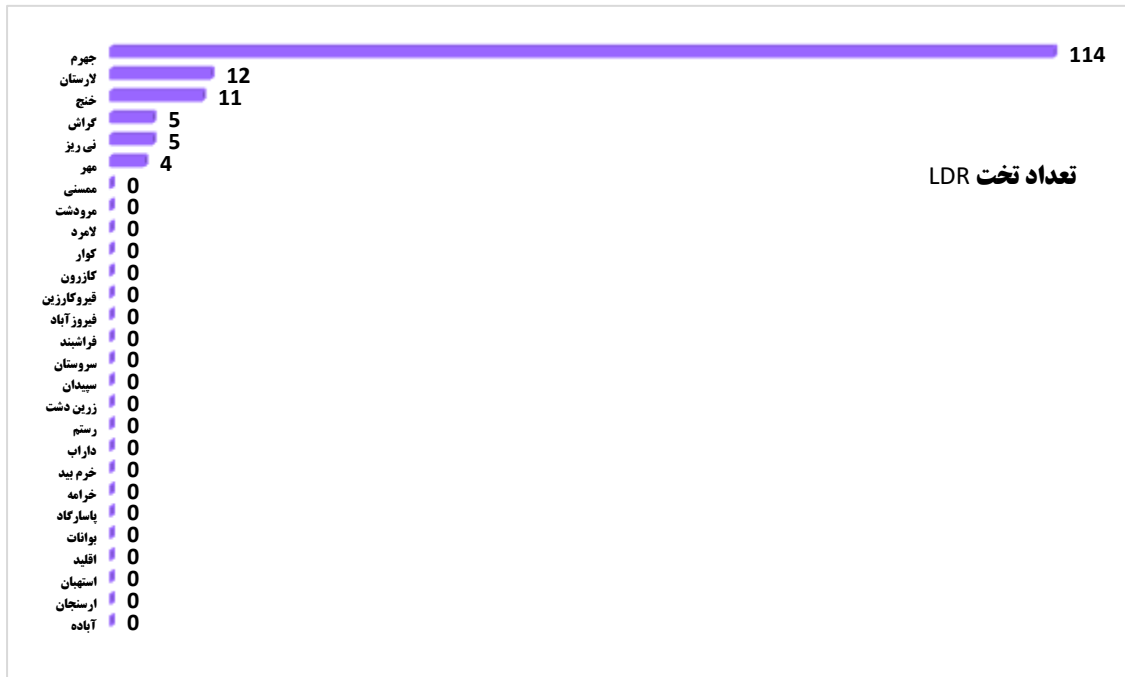 جهرم 114
لارستان 12
خنج 11
گراش 5
نی ریز 5
مهر 4
تعداد تخت LDR
ممسنی 0
مرودشت 0
لامرد 0
کوار 0
کازرون 0
قیروکارزین 0
فیروزآباد 0
فراشبند 0
سروستان 0
سپیدان 0
زرین دشت 0
رستم 0
داراب 0
خرم بید 0
خرامه 0
پاسارگاد 0
بوانات 0
اقلید 0
استهبان 0
ارسنجان 0
آباده 0